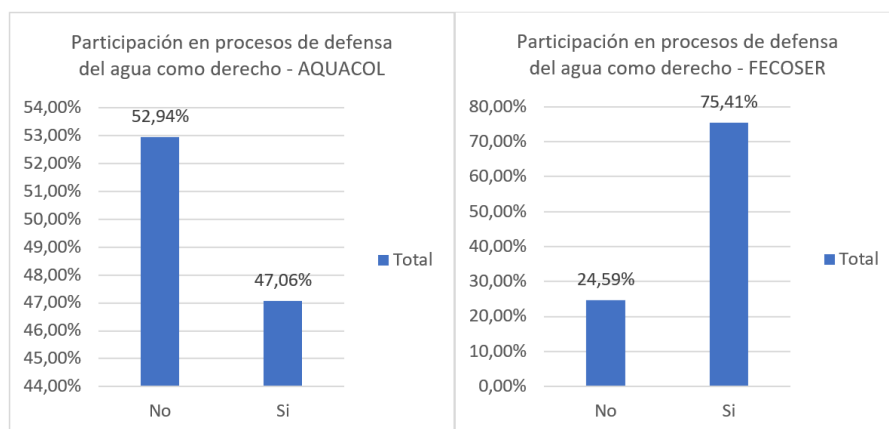 Participación en procesos de defensa
del agua como derecho - AQUACOL
54,00%
53,00%
52,00%
51,00%
50,00%
49,00%
48,00%
47,00%
46,00%
45,00%
44,00%
52,94%
47,06%
No
Si
Total
Participación en procesos de defensa
del agua como derecho - FECOSER
80,00%
70,00%
60,00%
50,00%
40,00%
30,00%
20,00%
10,00%
0,00%
24,59%
75,41%
No
Si
Total